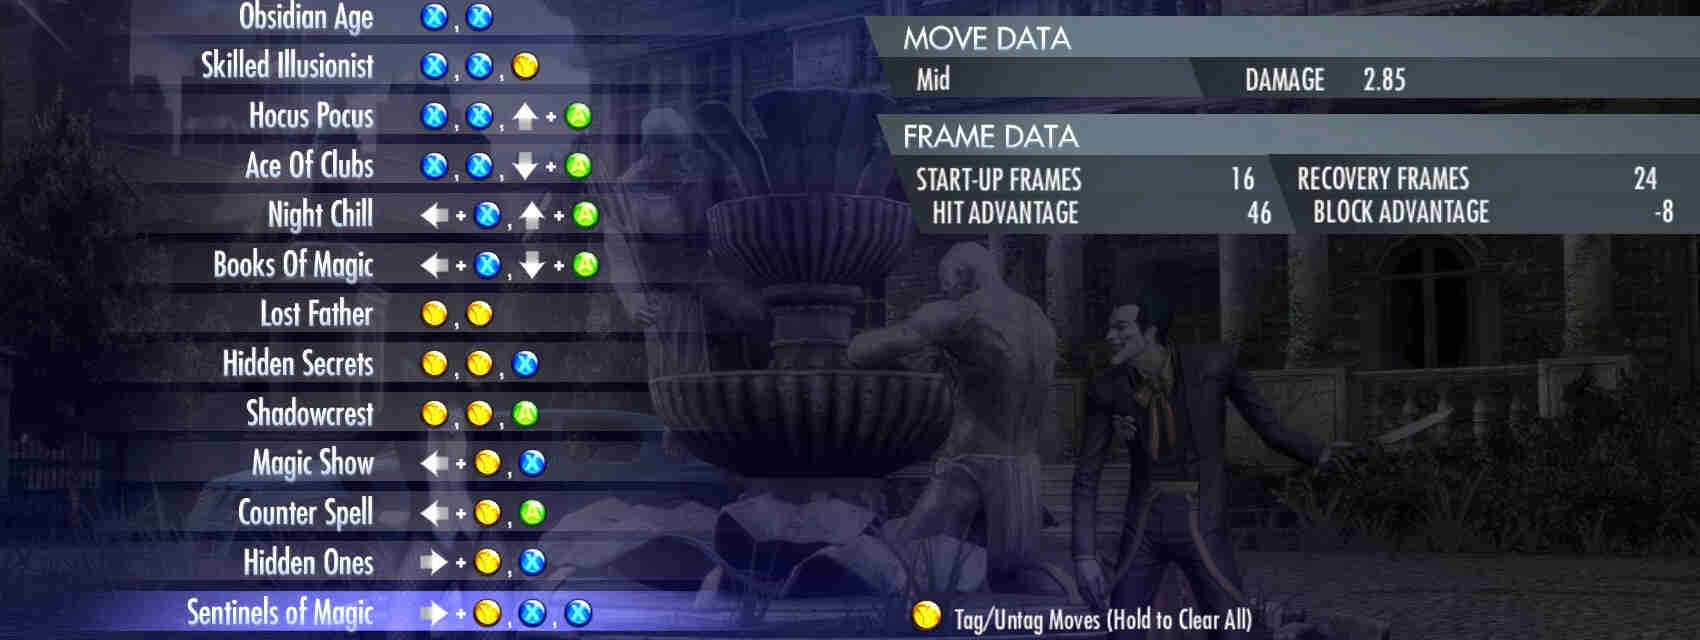 Obsidian Age X, X
Skilled Illusionist X, X, Y
Hocus Pocus X, X, ⬆ + A
Ace Of Clubs X, X, ⬇ + A
Night Chill ⬅ + X, ⬆ + A
Books Of Magic ⬅ + X, ⬇ + A
Lost Father Y, Y
Hidden Secrets Y, Y, X
Shadowcrest Y, Y, A
Magic Show ⬅ + Y, X
Counter Spell ⬅ + Y, A
Hidden Ones ➡ + Y, X
Sentinels of Magic ➡ + Y, X, X
MOVE DATA
Mid DAMAGE 2.85
FRAME DATA
START-UP FRAMES 16 RECOVERY FRAMES 24
HIT ADVANTAGE 46 BLOCK ADVANTAGE -8
Y Tag/Untag Moves (Hold to Clear All)